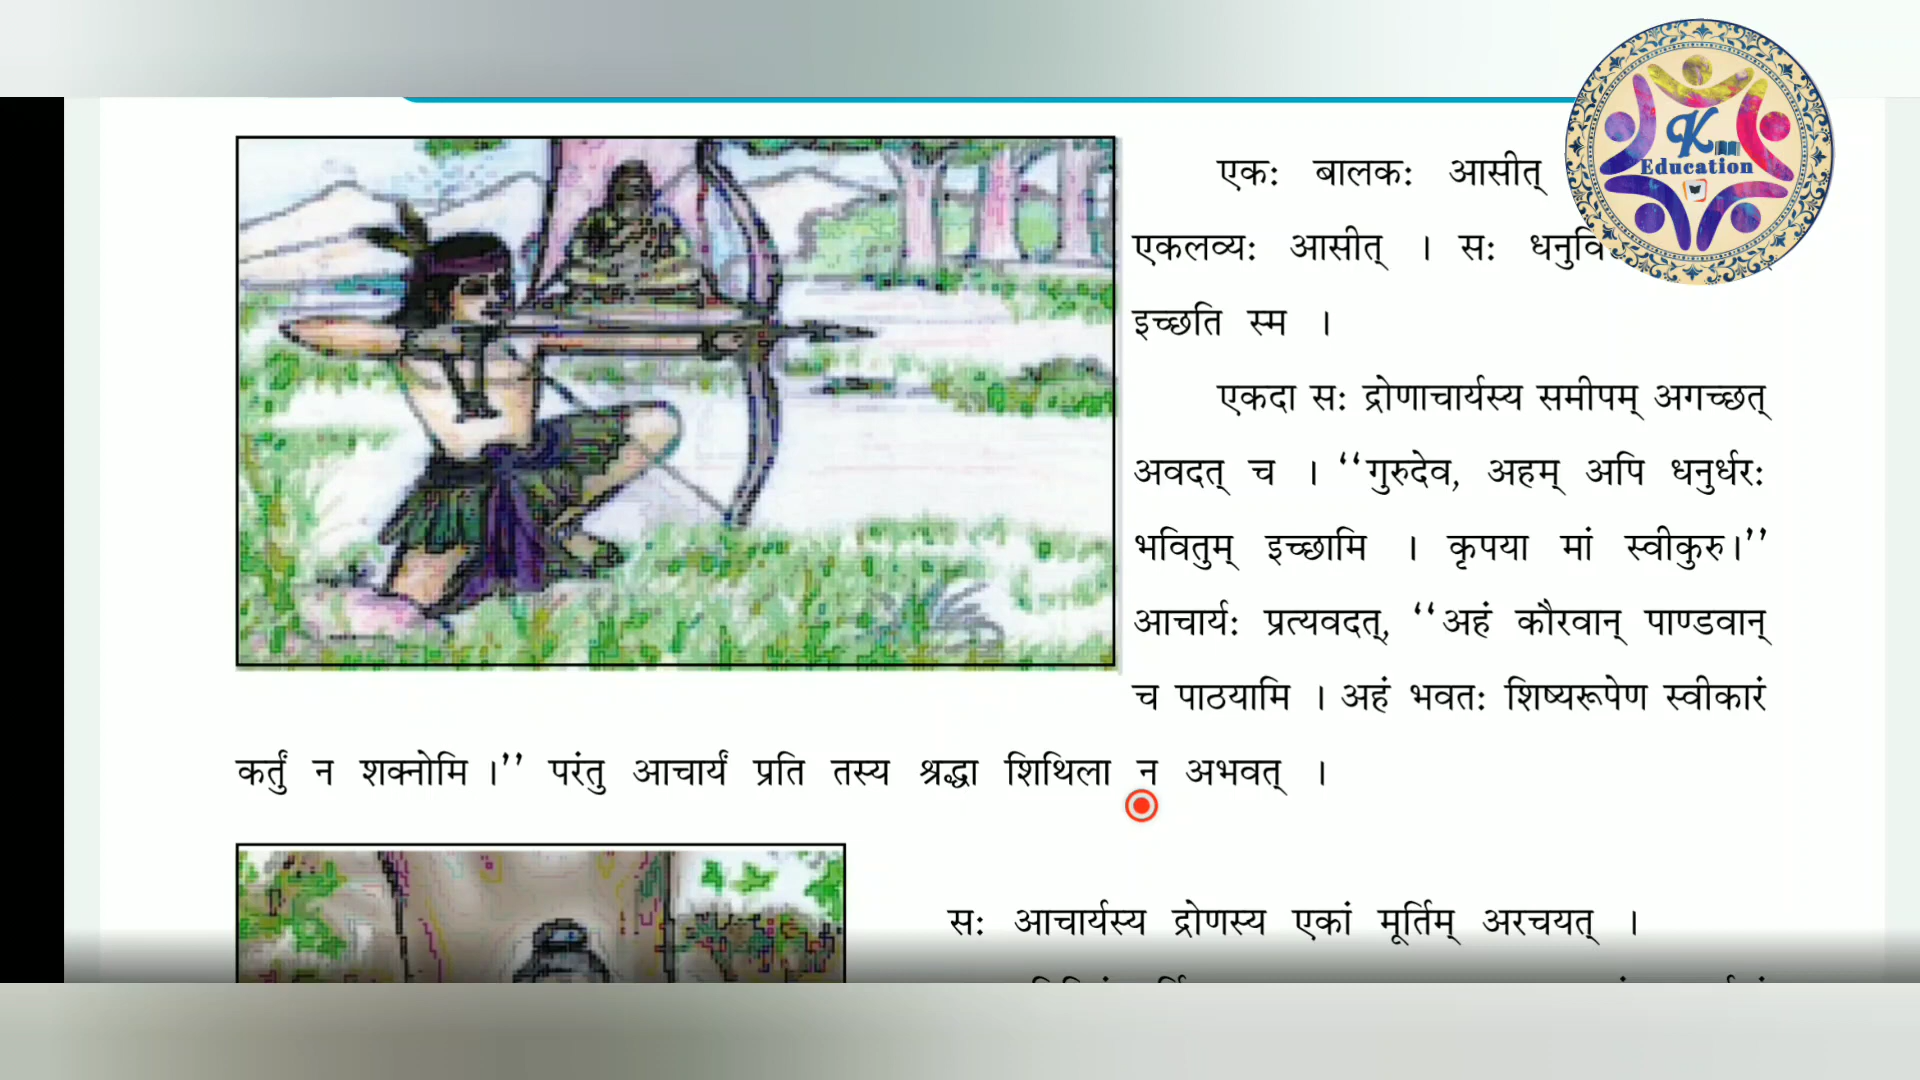 K
Education
एकः बालकः आसीत्
एकलव्यः आसीत् । सः
इच्छति स्म ।
एकदा सः द्रोणाचार्यस्य समीपम् अगच्छत्
अवदत् च । ‘‘गुरुदेव, अहम् अपि धनुर्धरः
भवितुम् इच्छामि । कृपया मां स्वीकुरु।’’
आचार्यः प्रत्यवदत्, ‘‘अहं कौरवान् पाण्डवान्
च पाठयामि । अहं भवतः शिष्यरूपेण स्वीकारं
कर्तुं न शक्नोमि ।’’ परंतु आचार्यं प्रति तस्य श्रद्धा शिथिला न अभवत् ।
सः आचार्यस्य द्रोणस्य एकां मूर्तिम् अरचयत् ।